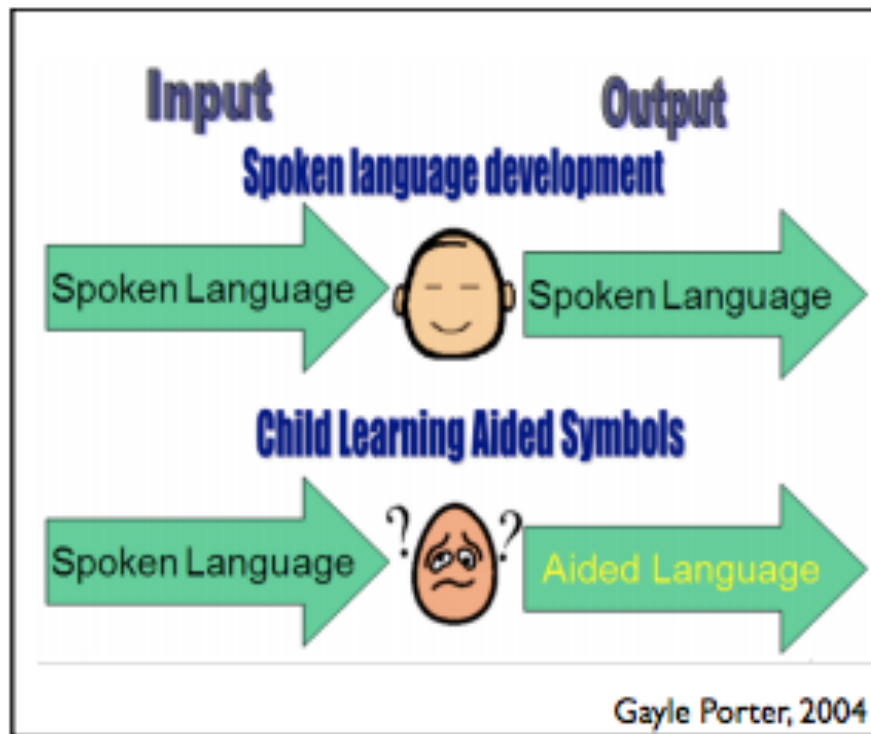 Input Output
Spoken language development
Spoken Language Spoken Language
Child Learning Aided Symbols
? ?
Spoken Language Aided Language
Gayle Porter, 2004